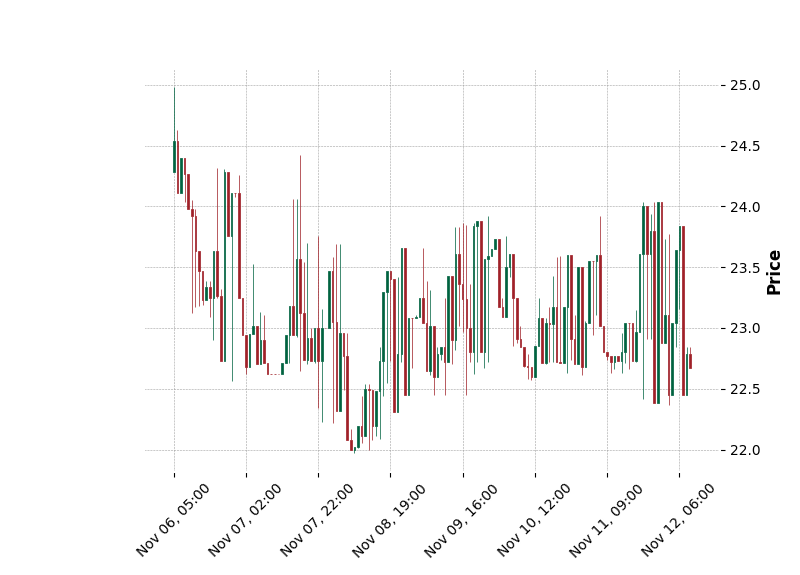 25.0
24.5
24.0
23.5
23.0
22.5
22.0
Price
Nov 06, 05:00
Nov 07, 02:00
Nov 07, 22:00
Nov 08, 19:00
Nov 09, 16:00
Nov 10, 12:00
Nov 11, 09:00
Nov 12, 06:00